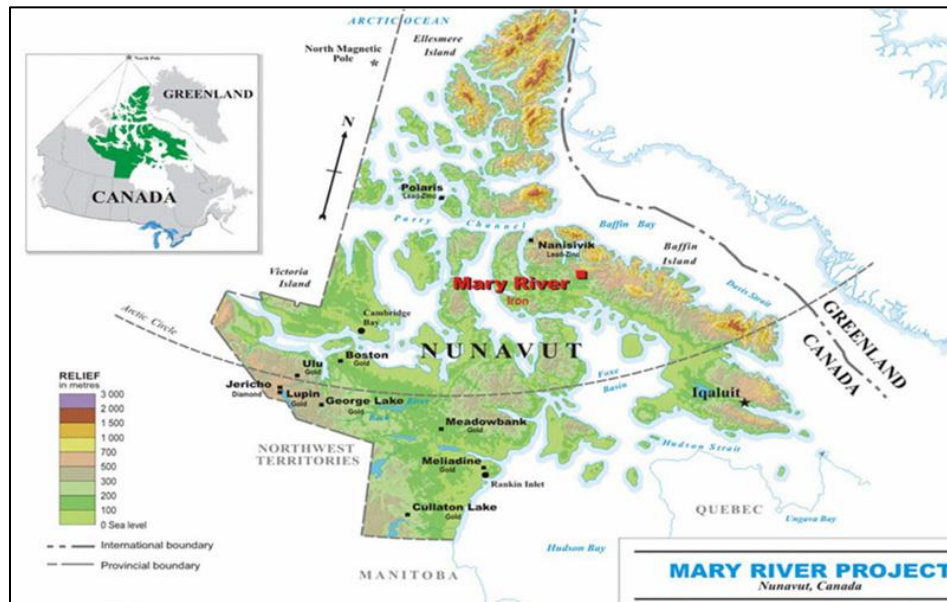 ARCTIC OCEAN
Ellesmere
Island
North Magnetic
Pole
North Pole
GREENLAND
CANADA
N
Polaris
Lead-Zinc
Parry Channel
Baffin Bay
Nanisivik
Lead-Zinc
Baffin
Island
Mary River
Iron
Victoria
Island
Davis Strait
Arctic Circle
Cambridge
Bay
GREENLAND
CANADA
NUNAVUT
Boston
Gold
Ulu
Gold
Foxe
Basin
Jericho
Diamond
Lupin
Gold
George Lake
Gold
Back River
Iqaluit
Meadowbank
Gold
Hudson Strait
NORTHWEST
TERRITORIES
Meliadine
Gold
Rankin Inlet
QUEBEC
Ungava Bay
Cullaton Lake
Gold
Hudson Bay
MANITOBA
RELIEF
in metres
3 000
2 000
1 500
1 000
700
500
300
200
100
0 Sea level
International boundary
Provincial boundary
MARY RIVER PROJECT
Nunavut, Canada